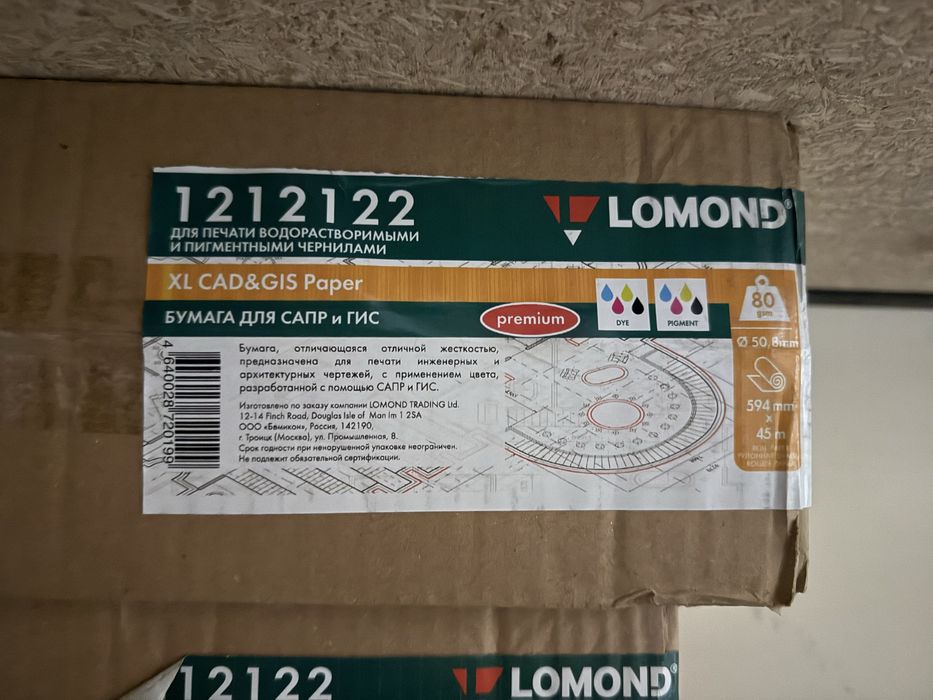 1212122
ДЛЯ ПЕЧАТИ ВОДОРАСТВОРИМЫМИ
И ПИГМЕНТНЫМИ ЧЕРНИЛАМИ
LOMOND®
XL CAD&GIS Paper
БУМАГА ДЛЯ САПР и ГИС
premium
DYE
PIGMENT
80
gsm
Ø 50,8mm
594 mm
x
45 m
4 640028 720199
Бумага, отличающаяся отличной жесткостью,
предназначена для печати инженерных и
архитектурных чертежей, с применением цвета,
разработанной с помощью САПР и ГИС.
Изготовлено по заказу компании LOMOND TRADING Ltd.
12-14 Finch Road, Douglas Isle of Man Im 1 2SA
Россия, 142190,
г. Троицк (Москва), ул. Промышленная, 8.
Срок годности при ненарушенной упаковке неограничен.
Не подлежит обязательной сертификации.
12122
LOMOND